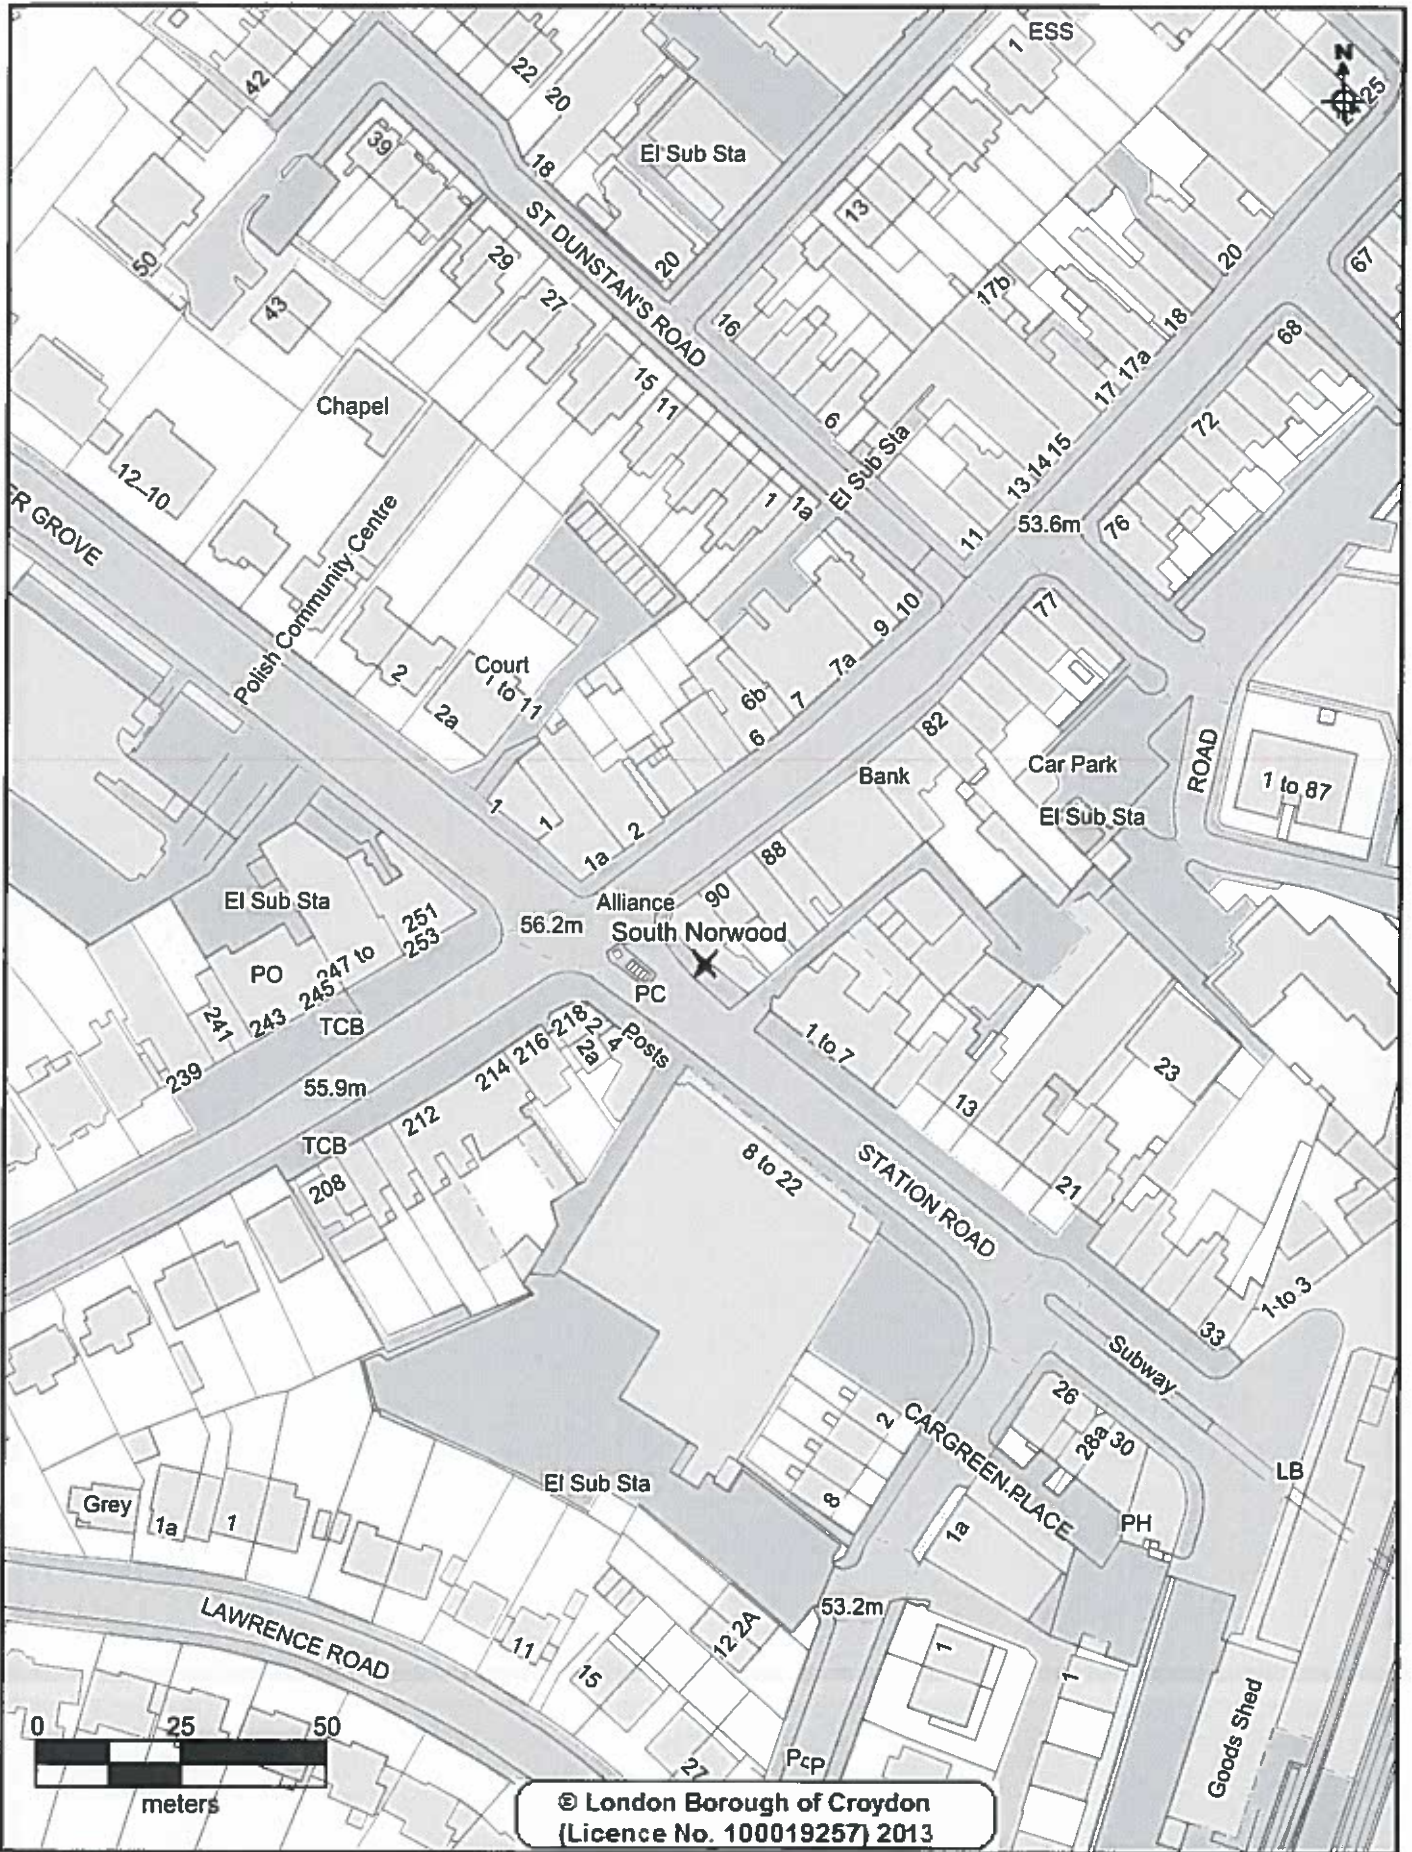 ESS
1
N
25
42
22
20
39
18
El Sub Sta
13
ST DUNSTAN'S ROAD
20
50
29
43
27
16
17b
20
67
18
68
15
11
17 17a
Chapel
6
72
El Sub Sta
13 14 15
12-10
1
1a
53.6m
76
11
ER GROVE
Polish Community Centre
77
10
9
2
Court
1 to 11
7a
6b
7
2a
6
82
Bank
Car Park
ROAD
1 to 87
El Sub Sta
1
1
2
1a
88
90
Alliance
El Sub Sta
251
253
56.2m
South Norwood
PO
247 to
245
243
241
TCB
PC
218
2
4
2a
Posts
216
214
1 to 7
23
239
55.9m
212
13
TCB
208
8 to 22
STATION ROAD
21
1 to 3
33
Subway
26
28a
30
2
CARGREEN PLACE
El Sub Sta
8
LB
Grey
1a
1
1a
PH
LAWRENCE ROAD
53.2m
12 2A
11
15
1
1
27
Goods Shed
0 25 50
meters
© London Borough of Croydon
(Licence No. 100019257) 2013